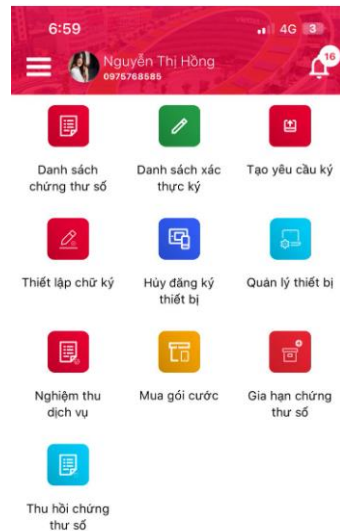 6:59 4G 3
Nguyễn Thị Hồng 16
0975768585
Danh sách Danh sách xác Tạo yêu cầu ký
chứng thư số thực ký
Thiết lập chữ ký Hủy đăng ký Quản lý thiết bị
thiết bị
Nghiệm thu Mua gói cước Gia hạn chứng
dịch vụ thư số
Thu hồi chứng
thư số